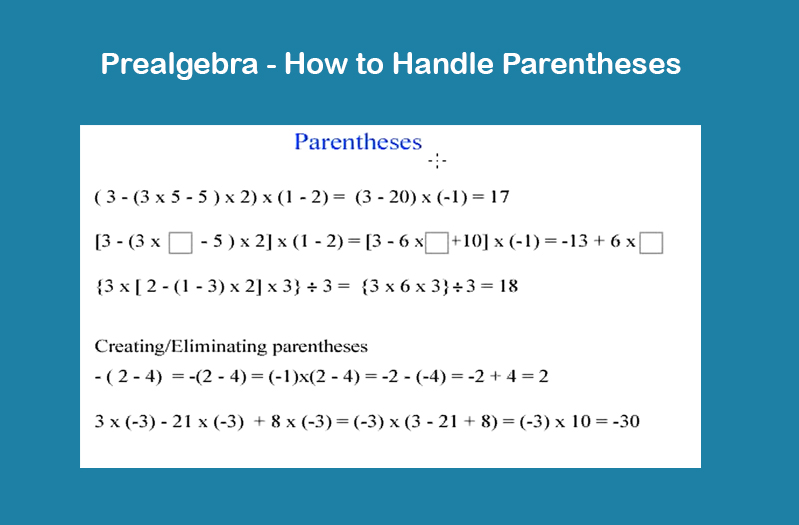 Prealgebra - How to Handle Parentheses
Parentheses
( 3 - (3 x 5 - 5 ) x 2) x (1 - 2) = (3 - 20) x (-1) = 17
[3 - (3 x □ - 5 ) x 2] x (1 - 2) = [3 - 6 x□+10] x (-1) = -13 + 6 x□
{3 x [ 2 - (1 - 3) x 2] x 3} ÷ 3 = {3 x 6 x 3}÷3 = 18
Creating/Eliminating parentheses
- ( 2 - 4) = -(2 - 4) = (-1)x(2 - 4) = -2 - (-4) = -2 + 4 = 2
3 x (-3) - 21 x (-3) + 8 x (-3) = (-3) x (3 - 21 + 8) = (-3) x 10 = -30